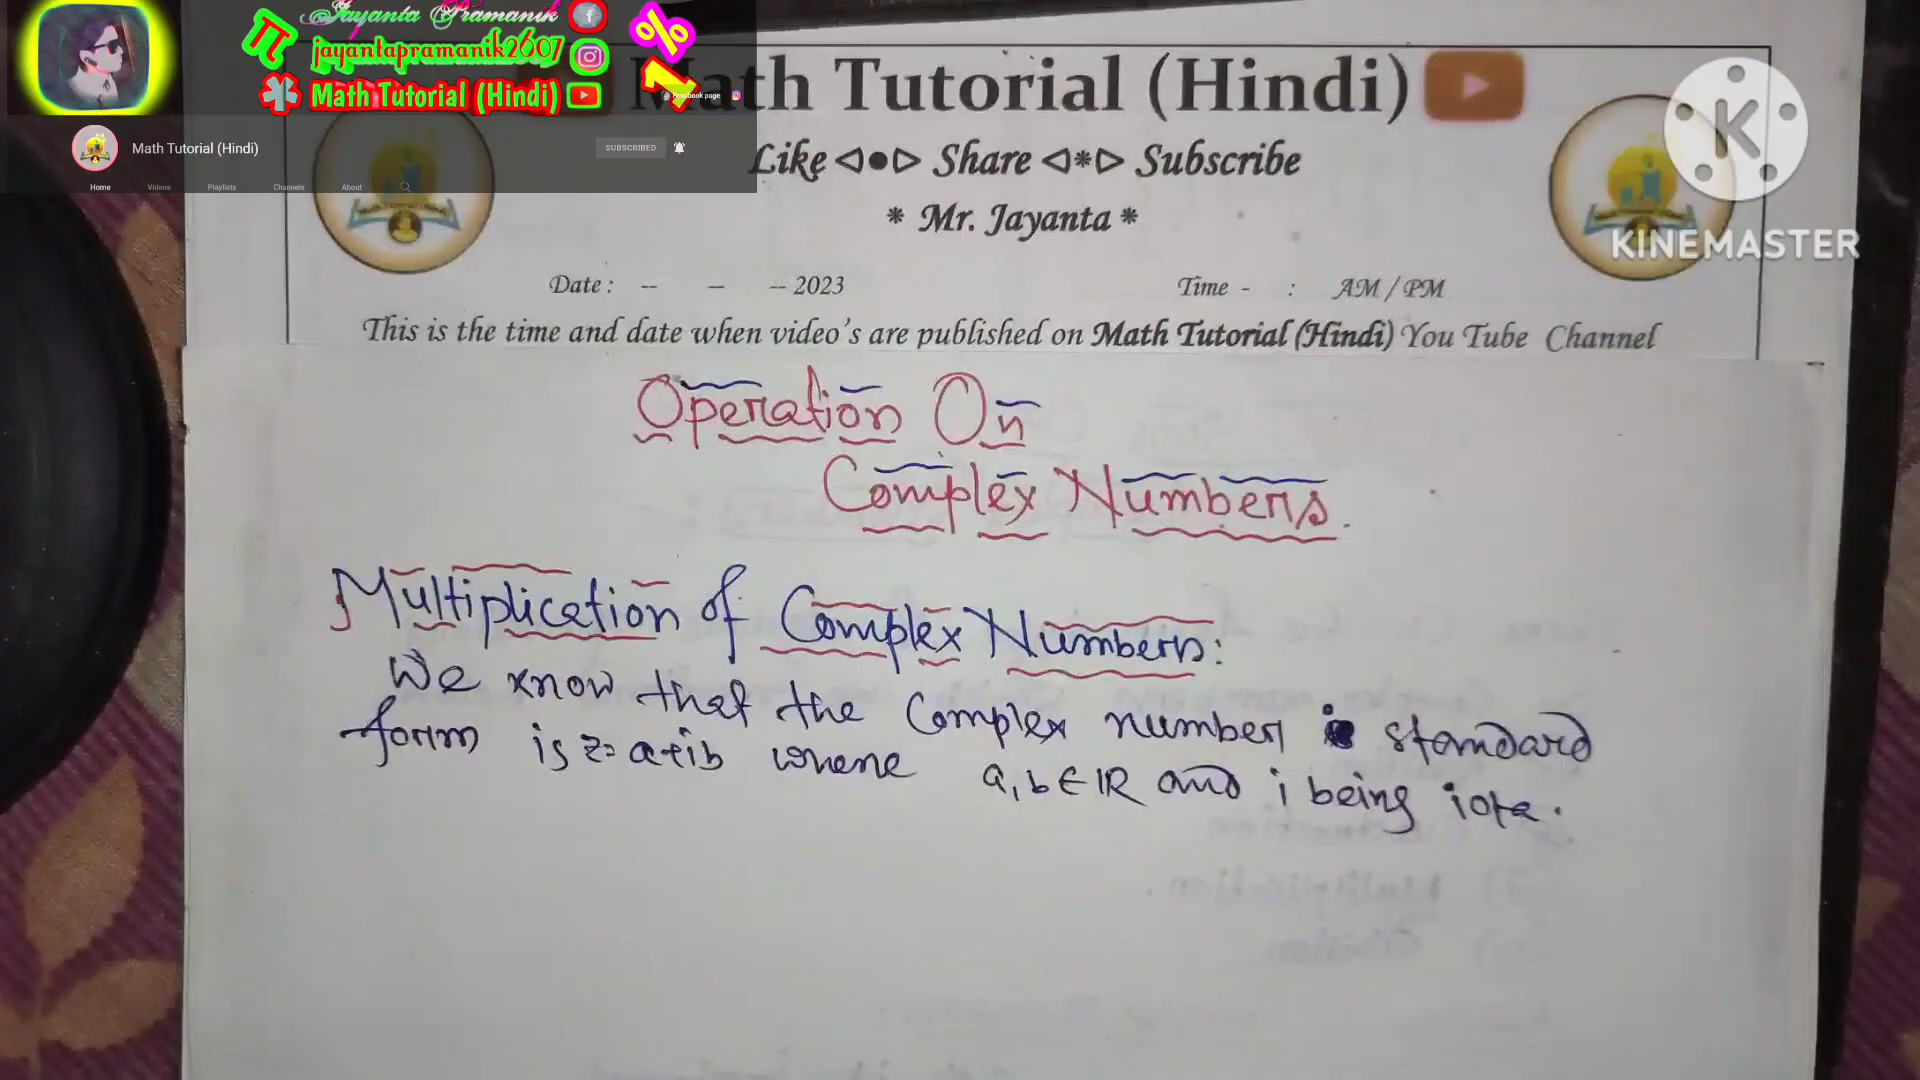 Jayanta Pramanik
jayantapramanik2607
Math Tutorial (Hindi)
Facebook page
Math Tutorial (Hindi)
SUBSCRIBED
Home Videos Playlists Channels About
Math Tutorial (Hindi)
K
KINEMASTER
Like Share Subscribe
* Mr. Jayanta *
Date : -- -- -- 2023 Time - : AM / PM
This is the time and date when video's are published on Math Tutorial (Hindi) You Tube Channel
Operation On
Complex Numbers.
Multiplication of Complex Numbers:
We know that the Complex number standard
form is z=a+ib where a,b∈ℝ and i being iota.